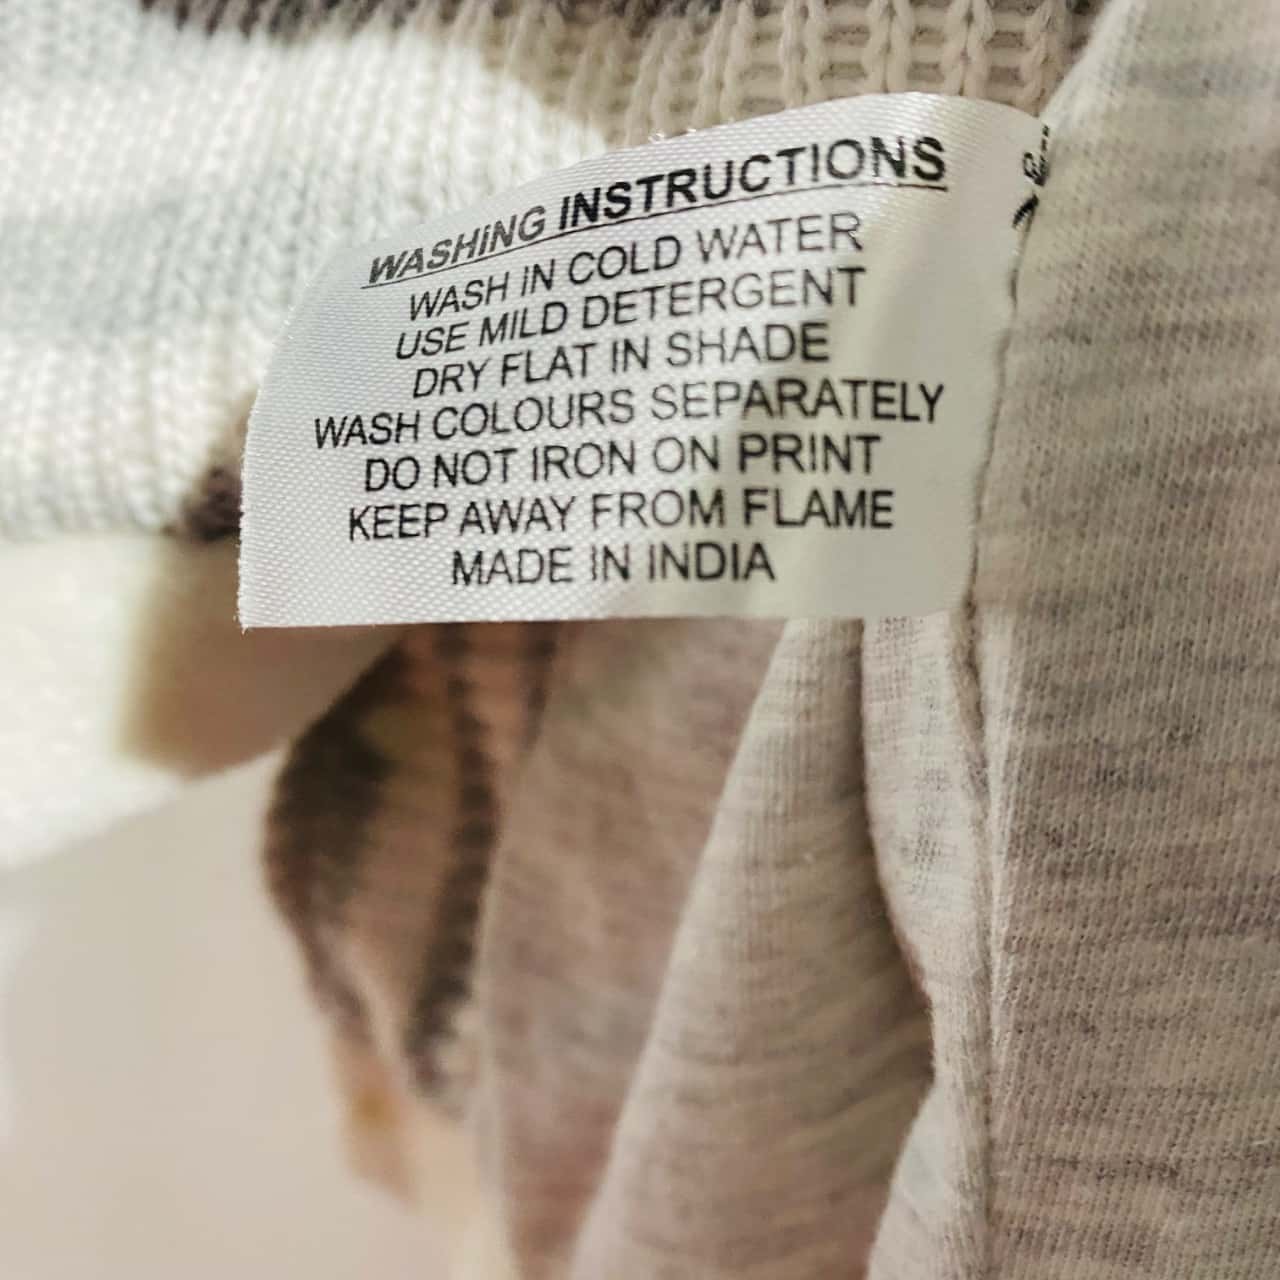 WASHiNG INSTRUCTIONS
WASH IN COLD WATER
USE MILD DETERGENT
DRY FLAT IN SHADE
WASH COLOURS SEPARATELY
DO NOT IRON ON PRINT
KEEP AWAY FROM FLAME
MADE IN INDIA